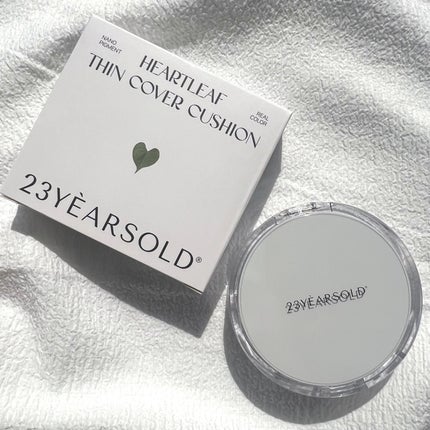 NANO
PIGMENT
HEARTLEAF
THIN COVER CUSHION
REAL
COLOR
23YÈARSOLD®
23YÈARSOLD®